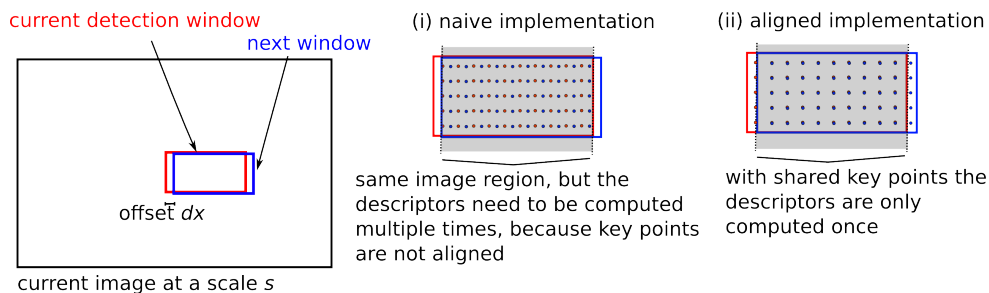 current detection window
next window
offset dx
current image at a scale s
(i) naive implementation
same image region, but the
descriptors need to be computed
multiple times, because key points
are not aligned
(ii) aligned implementation
with shared key points the
descriptors are only
computed once